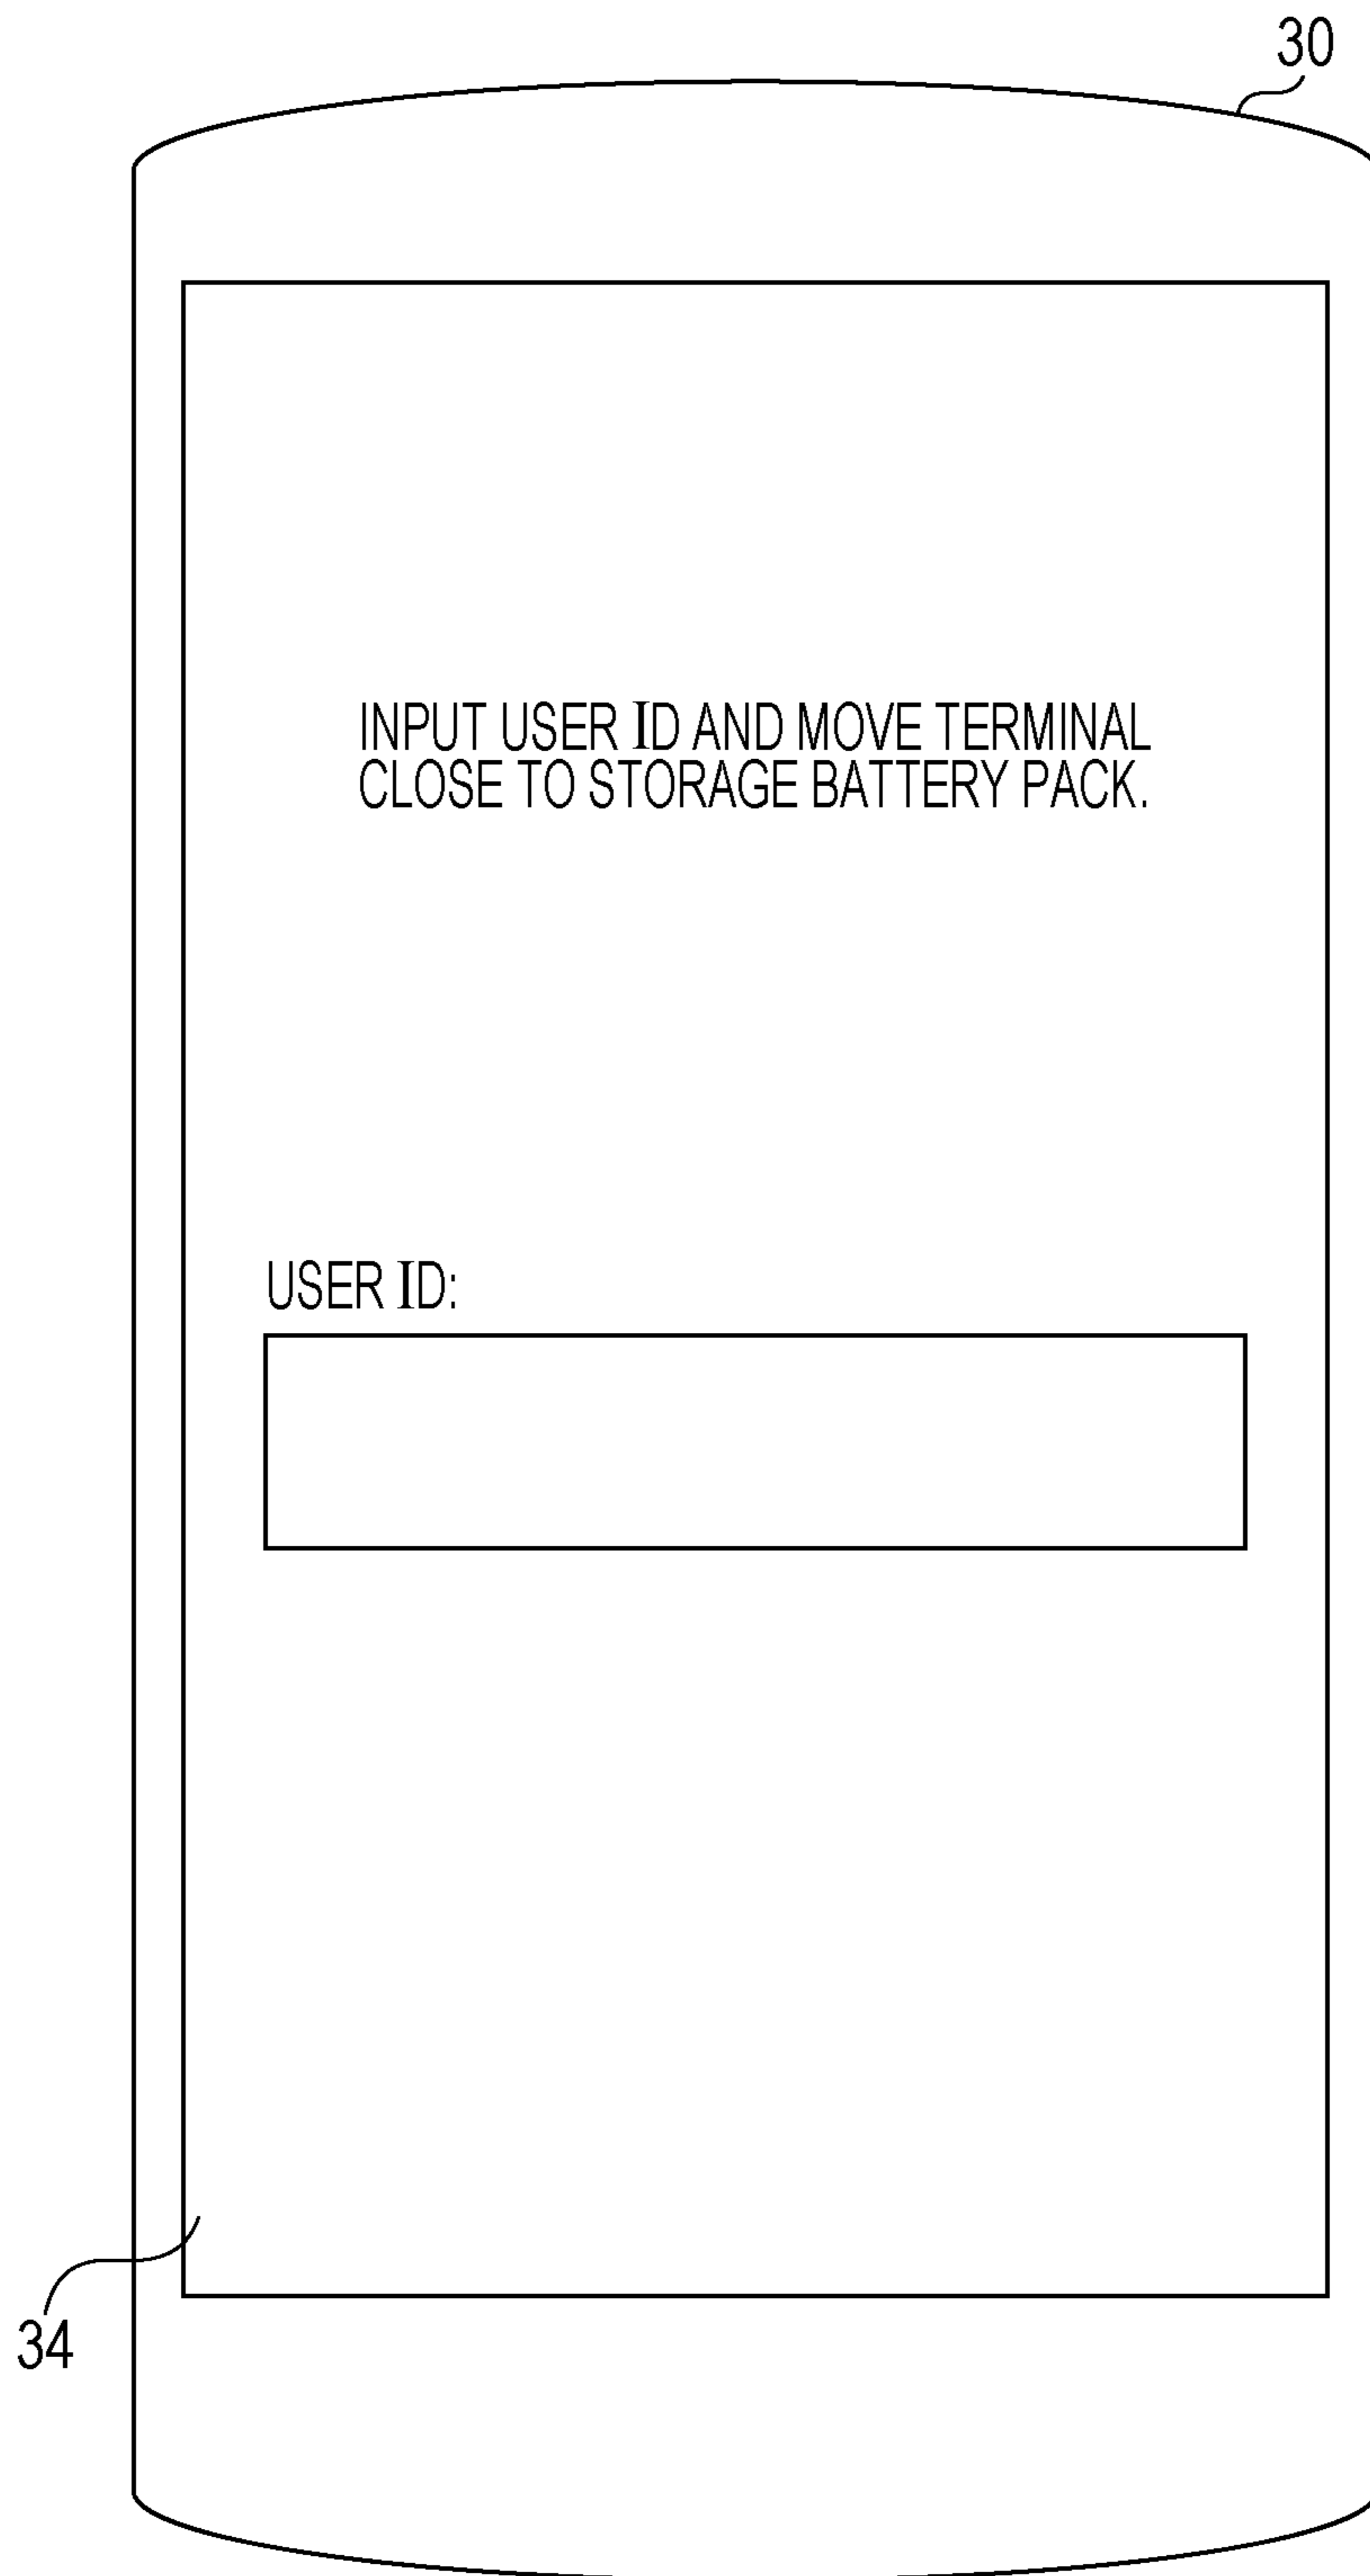 30
INPUT USER ID AND MOVE TERMINAL
CLOSE TO STORAGE BATTERY PACK.
USER ID:
34